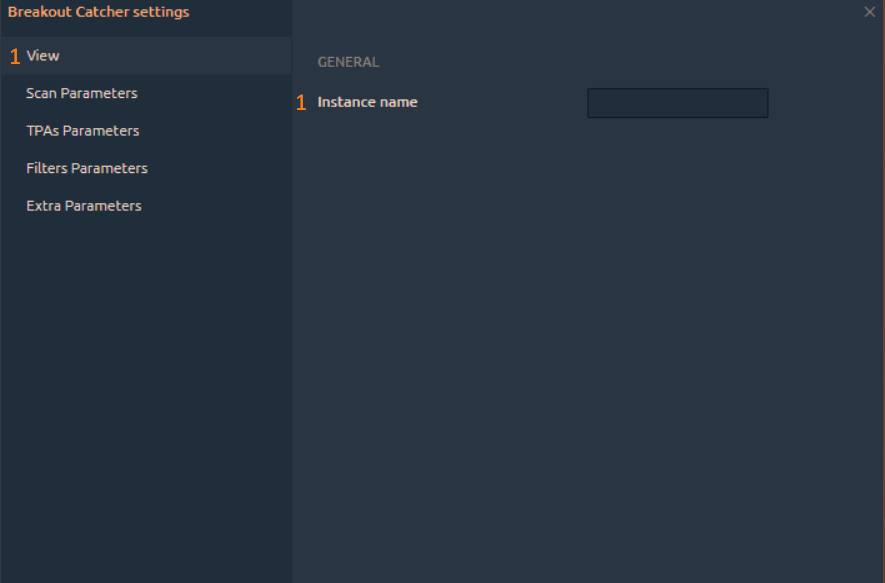 Breakout Catcher settings
1 View
Scan Parameters
TPAs Parameters
Filters Parameters
Extra Parameters
GENERAL
1 Instance name